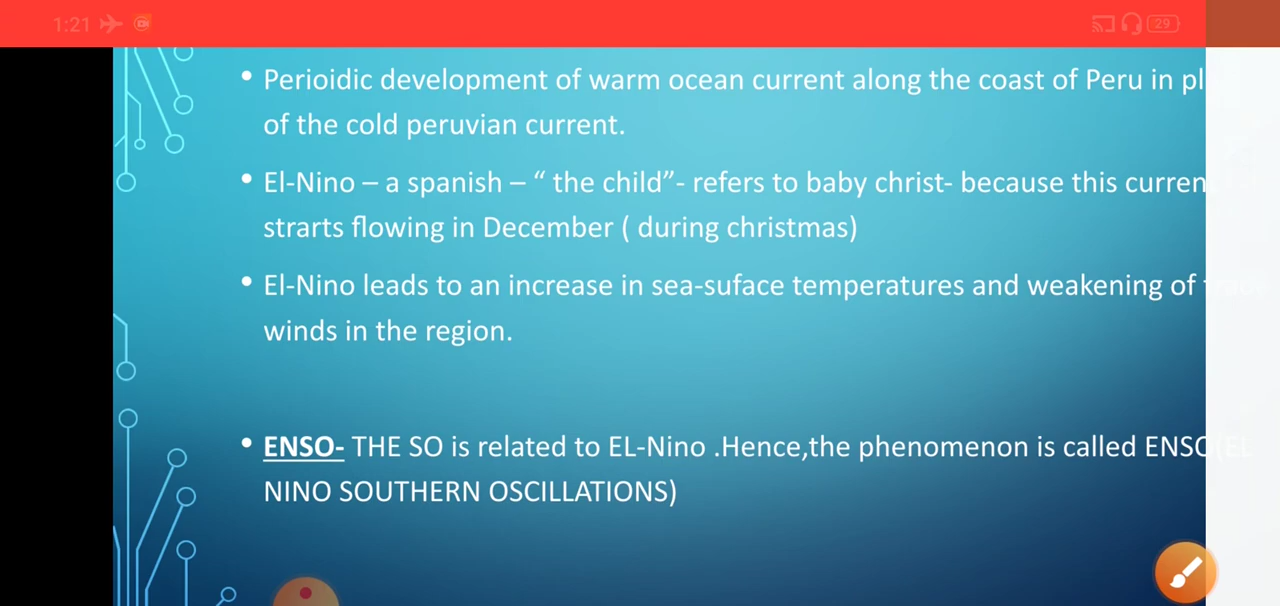 1:21
29
• Perioidic development of warm ocean current along the coast of Peru in pl
of the cold peruvian current.
• El-Nino – a spanish – “ the child”- refers to baby christ- because this current
strarts flowing in December ( during christmas)
• El-Nino leads to an increase in sea-suface temperatures and weakening of trade
winds in the region.
• ENSO- THE SO is related to EL-Nino .Hence,the phenomenon is called ENSO(EL
NINO SOUTHERN OSCILLATIONS)